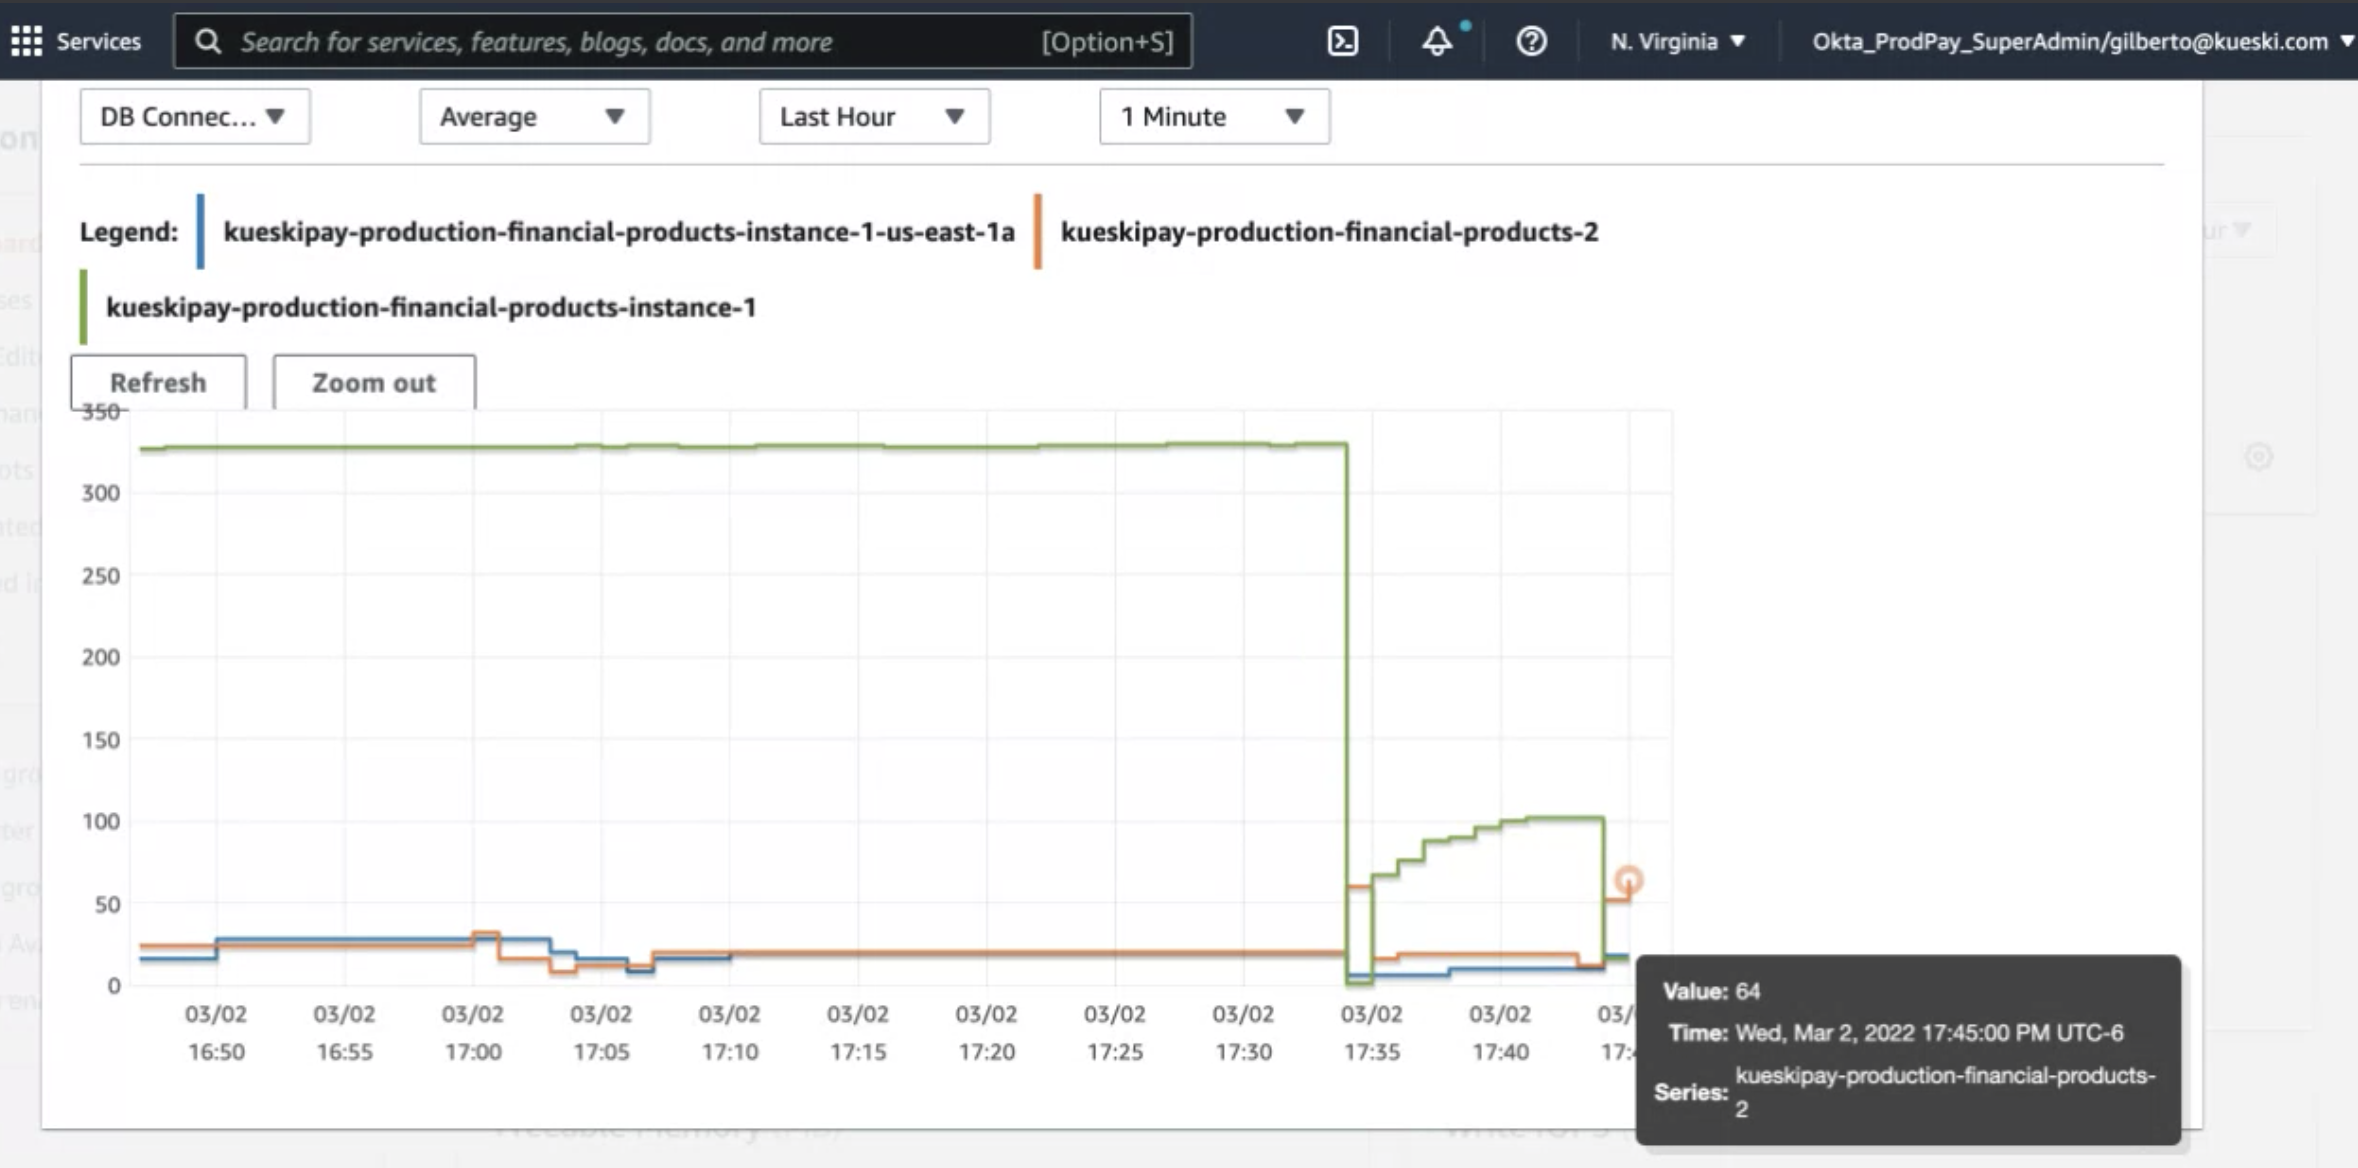 Services
Search for services, features, blogs, docs, and more
[Option+S]
N. Virginia
Okta_ProdPay_SuperAdmin/gilberto@kueski.com
DB Connec...
Average
Last Hour
1 Minute
Legend:
kueskipay-production-financial-products-instance-1-us-east-1a
kueskipay-production-financial-products-2
kueskipay-production-financial-products-instance-1
Refresh
Zoom out
350
300
250
200
150
100
50
0
03/02 03/02 03/02 03/02 03/02 03/02 03/02 03/02 03/02 03/02 03/02 03/
16:50 16:55 17:00 17:05 17:10 17:15 17:20 17:25 17:30 17:35 17:40 17:4
Value: 64
Time: Wed, Mar 2, 2022 17:45:00 PM UTC-6
Series: kueskipay-production-financial-products-
2